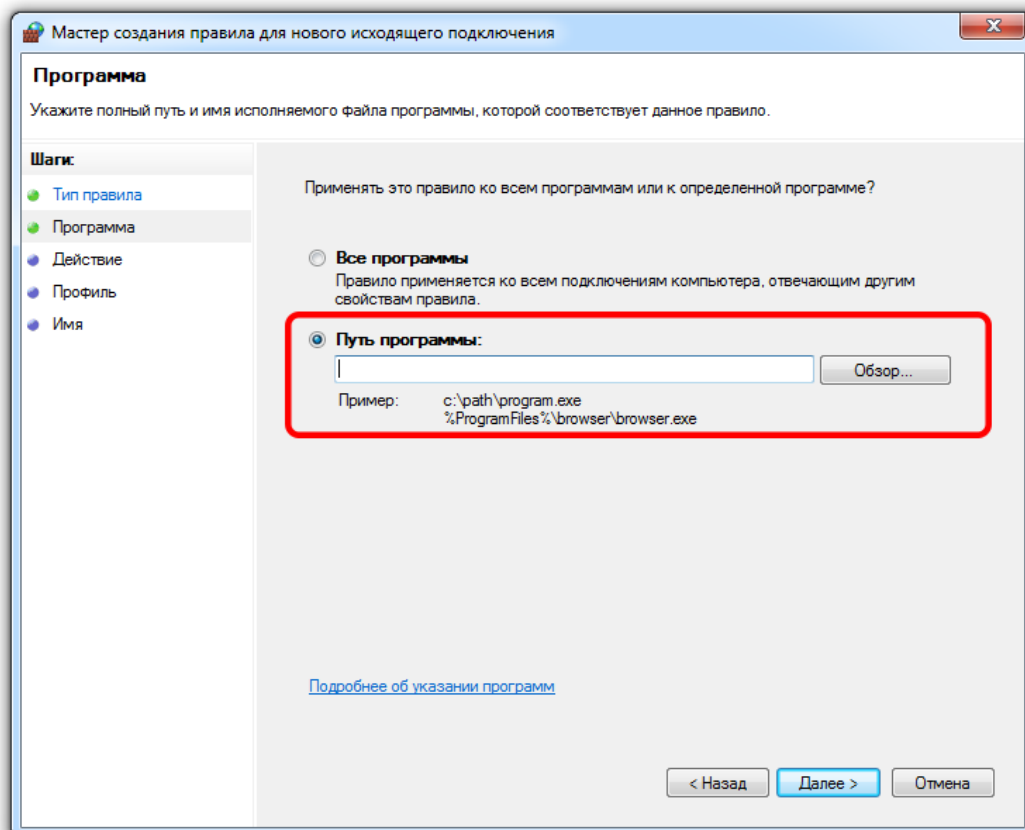 Мастер создания правила для нового исходящего подключения
Программа
Укажите полный путь и имя исполняемого файла программы, которой соответствует данное правило.
Шаги:
Тип правила
Программа
Действие
Профиль
Имя
Применять это правило ко всем программам или к определенной программе?
Все программы
Правило применяется ко всем подключениям компьютера, отвечающим другим
свойствам правила.
Путь программы:
Обзор...
Пример: c:\path\program.exe
%ProgramFiles%\browser\browser.exe
Подробнее об указании программ
< Назад Далее > Отмена